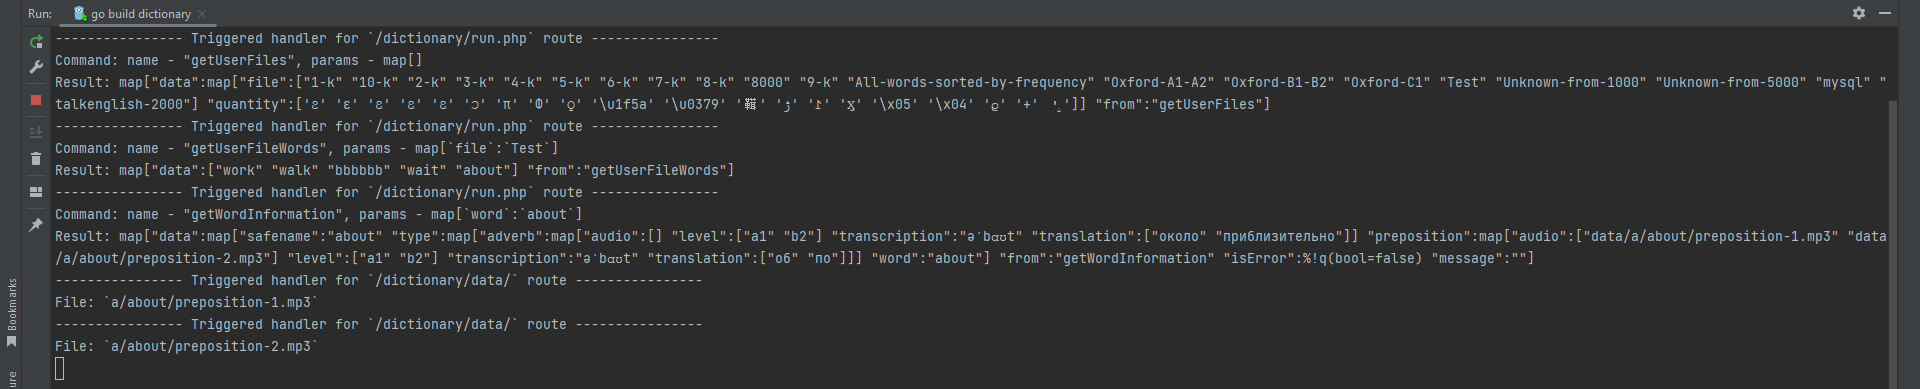 Run: go build dictionary
---------------- Triggered handler for `/dictionary/run.php` route ----------------
Command: name - "getUserFiles", params - map[]
Result: map["data":map["file":["1-k" "10-k" "2-k" "3-k" "4-k" "5-k" "6-k" "7-k" "8-k" "8000" "9-k" "All-words-sorted-by-frequency" "Oxford-A1-A2" "Oxford-B1-B2" "Oxford-C1" "Test" "Unknown-from-1000" "Unknown-from-5000" "mysql" "
talkenglish-2000"] "quantity":[ '\u1f5a' '\u0379' '\x05' '\x04' '+' ]] "from":"getUserFiles"]
---------------- Triggered handler for `/dictionary/run.php` route ----------------
Command: name - "getUserFileWords", params - map[`file`:`Test`]
Result: map["data":["work" "walk" "bbbbbb" "wait" "about"] "from":"getUserFileWords"]
---------------- Triggered handler for `/dictionary/run.php` route ----------------
Command: name - "getWordInformation", params - map[`word`:`about`]
Result: map["data":map["safename":"about" "type":map["adverb":map["audio":[] "level":["a1" "b2"] "transcription":"əˈbɑʊt" "translation":["около" "приблизительно"]] "preposition":map["audio":["data/a/about/preposition-1.mp3" "data
/a/about/preposition-2.mp3"] "level":["a1" "b2"] "transcription":"əˈbɑʊt" "translation":["об" "по"]]] "word":"about"] "from":"getWordInformation" "isError":%!q(bool=false) "message":""]
---------------- Triggered handler for `/dictionary/data/` route ----------------
File: `a/about/preposition-1.mp3`
---------------- Triggered handler for `/dictionary/data/` route ----------------
File: `a/about/preposition-2.mp3`
Bookmarks